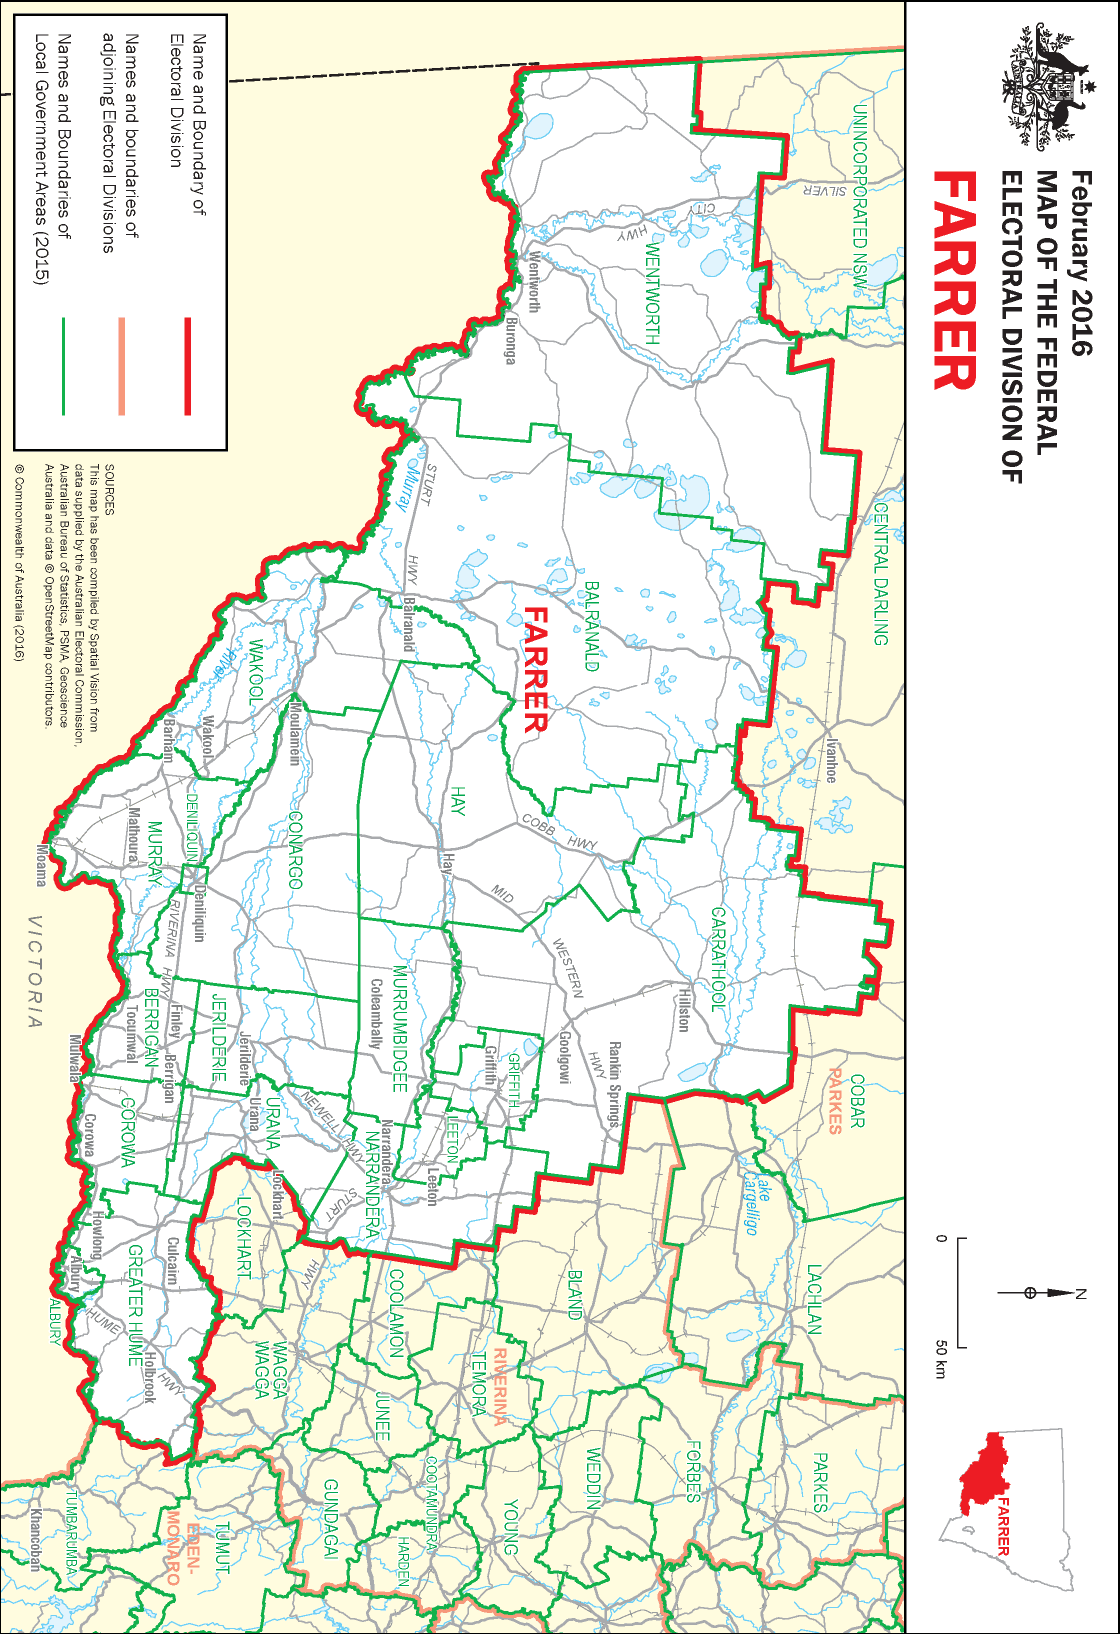 February 2016
MAP OF THE FEDERAL
ELECTORAL DIVISION OF
FARRER
AUSTRALIA
N
0
50 km
FARRER
UNINCORPORATED NSW
SILVER
CITY
HWY
WENTWORTH
Wentworth
Buronga
CENTRAL DARLING
Ivanhoe
BALRANALD
FARRER
Murray
STURT
HWY
Balranald
WAKOOL
River
Wakool
Barham
Moulamein
HAY
Hay
COBB
HWY
MID
WESTERN
HWY
CONARGO
DENILIQUIN
Deniliquin
MURRAY
Mathoura
Moama
RIVERINA
HWY
VICTORIA
CARRATHOOL
Hillston
Goolgowi
Rankin Springs
MURRUMBIDGEE
Coleambally
GRIFFITH
Griffith
LEETON
Leeton
NARRANDERA
Narrandera
JERILDERIE
Jerilderie
BERRIGAN
Finley
Berrigan
Tocumwal
Mulwala
URANA
Urana
NEWELL
HWY
STURT
HWY
COROWA
Corowa
LOCKHART
Lockhart
Howlong
Culcairn
GREATER HUME
Albury
ALBURY
HUME
HWY
Holbrook
COBAR
PARKES
Lake
Cargelligo
LACHLAN
BLAND
COOLAMON
RIVERINA
TEMORA
WAGGA
WAGGA
JUNEE
FORBES
PARKES
WEDDIN
YOUNG
COOTAMUNDRA
HARDEN
GUNDAGAI
TUMUT
EDEN-
MONARO
TUMBARUMBA
Khancoban
Name and Boundary of
Electoral Division
Names and boundaries of
adjoining Electoral Divisions
Names and Boundaries of
Local Government Areas (2015)
SOURCES
This map has been compiled by Spatial Vision from
data supplied by the Australian Electoral Commission,
Australian Bureau of Statistics, PSMA, Geoscience
Australia and data © OpenStreetMap contributors.
© Commonwealth of Australia (2016)